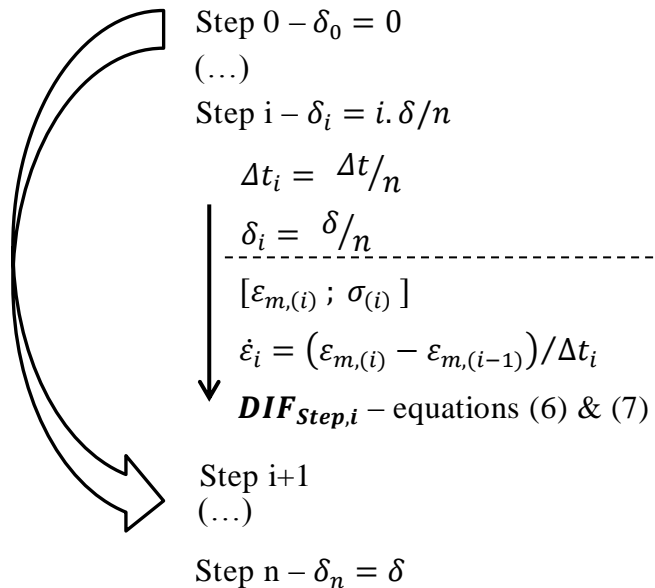 Step 0 – δ₀ = 0
(…)
Step i – δᵢ = i. δ/n
Δtᵢ = Δt/n
δᵢ = δ/n
[εₘ,₍ᵢ₎ ; σ₍ᵢ₎ ]
ε̇ᵢ = (εₘ,₍ᵢ₎ − εₘ,₍ᵢ₋₁₎)/Δtᵢ
DIF_Step,i – equations (6) & (7)
Step i+1
(…)
Step n – δₙ = δ